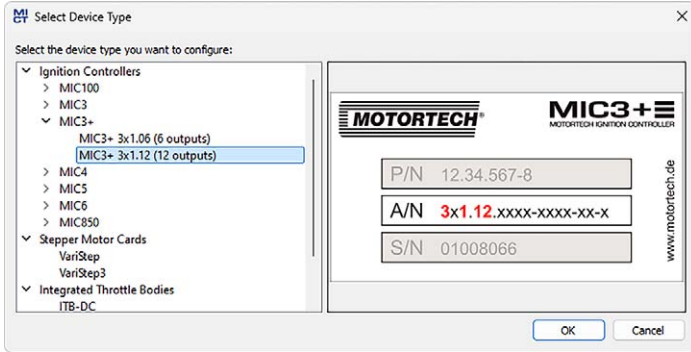 MICT Select Device Type
Select the device type you want to configure:
Ignition Controllers
MIC100
MIC3
MIC3+
MIC3+ 3x1.06 (6 outputs)
MIC3+ 3x1.12 (12 outputs)
MIC4
MIC5
MIC6
MIC850
Stepper Motor Cards
VariStep
VariStep3
Integrated Throttle Bodies
ITB-DC
MOTORTECH®
MIC3+
MOTORTECH IGNITION CONTROLLER
P/N 12.34.567-8
A/N 3x1.12.xxxx-xxxx-xx-x
S/N 01008066
www.motortech.de
OK Cancel